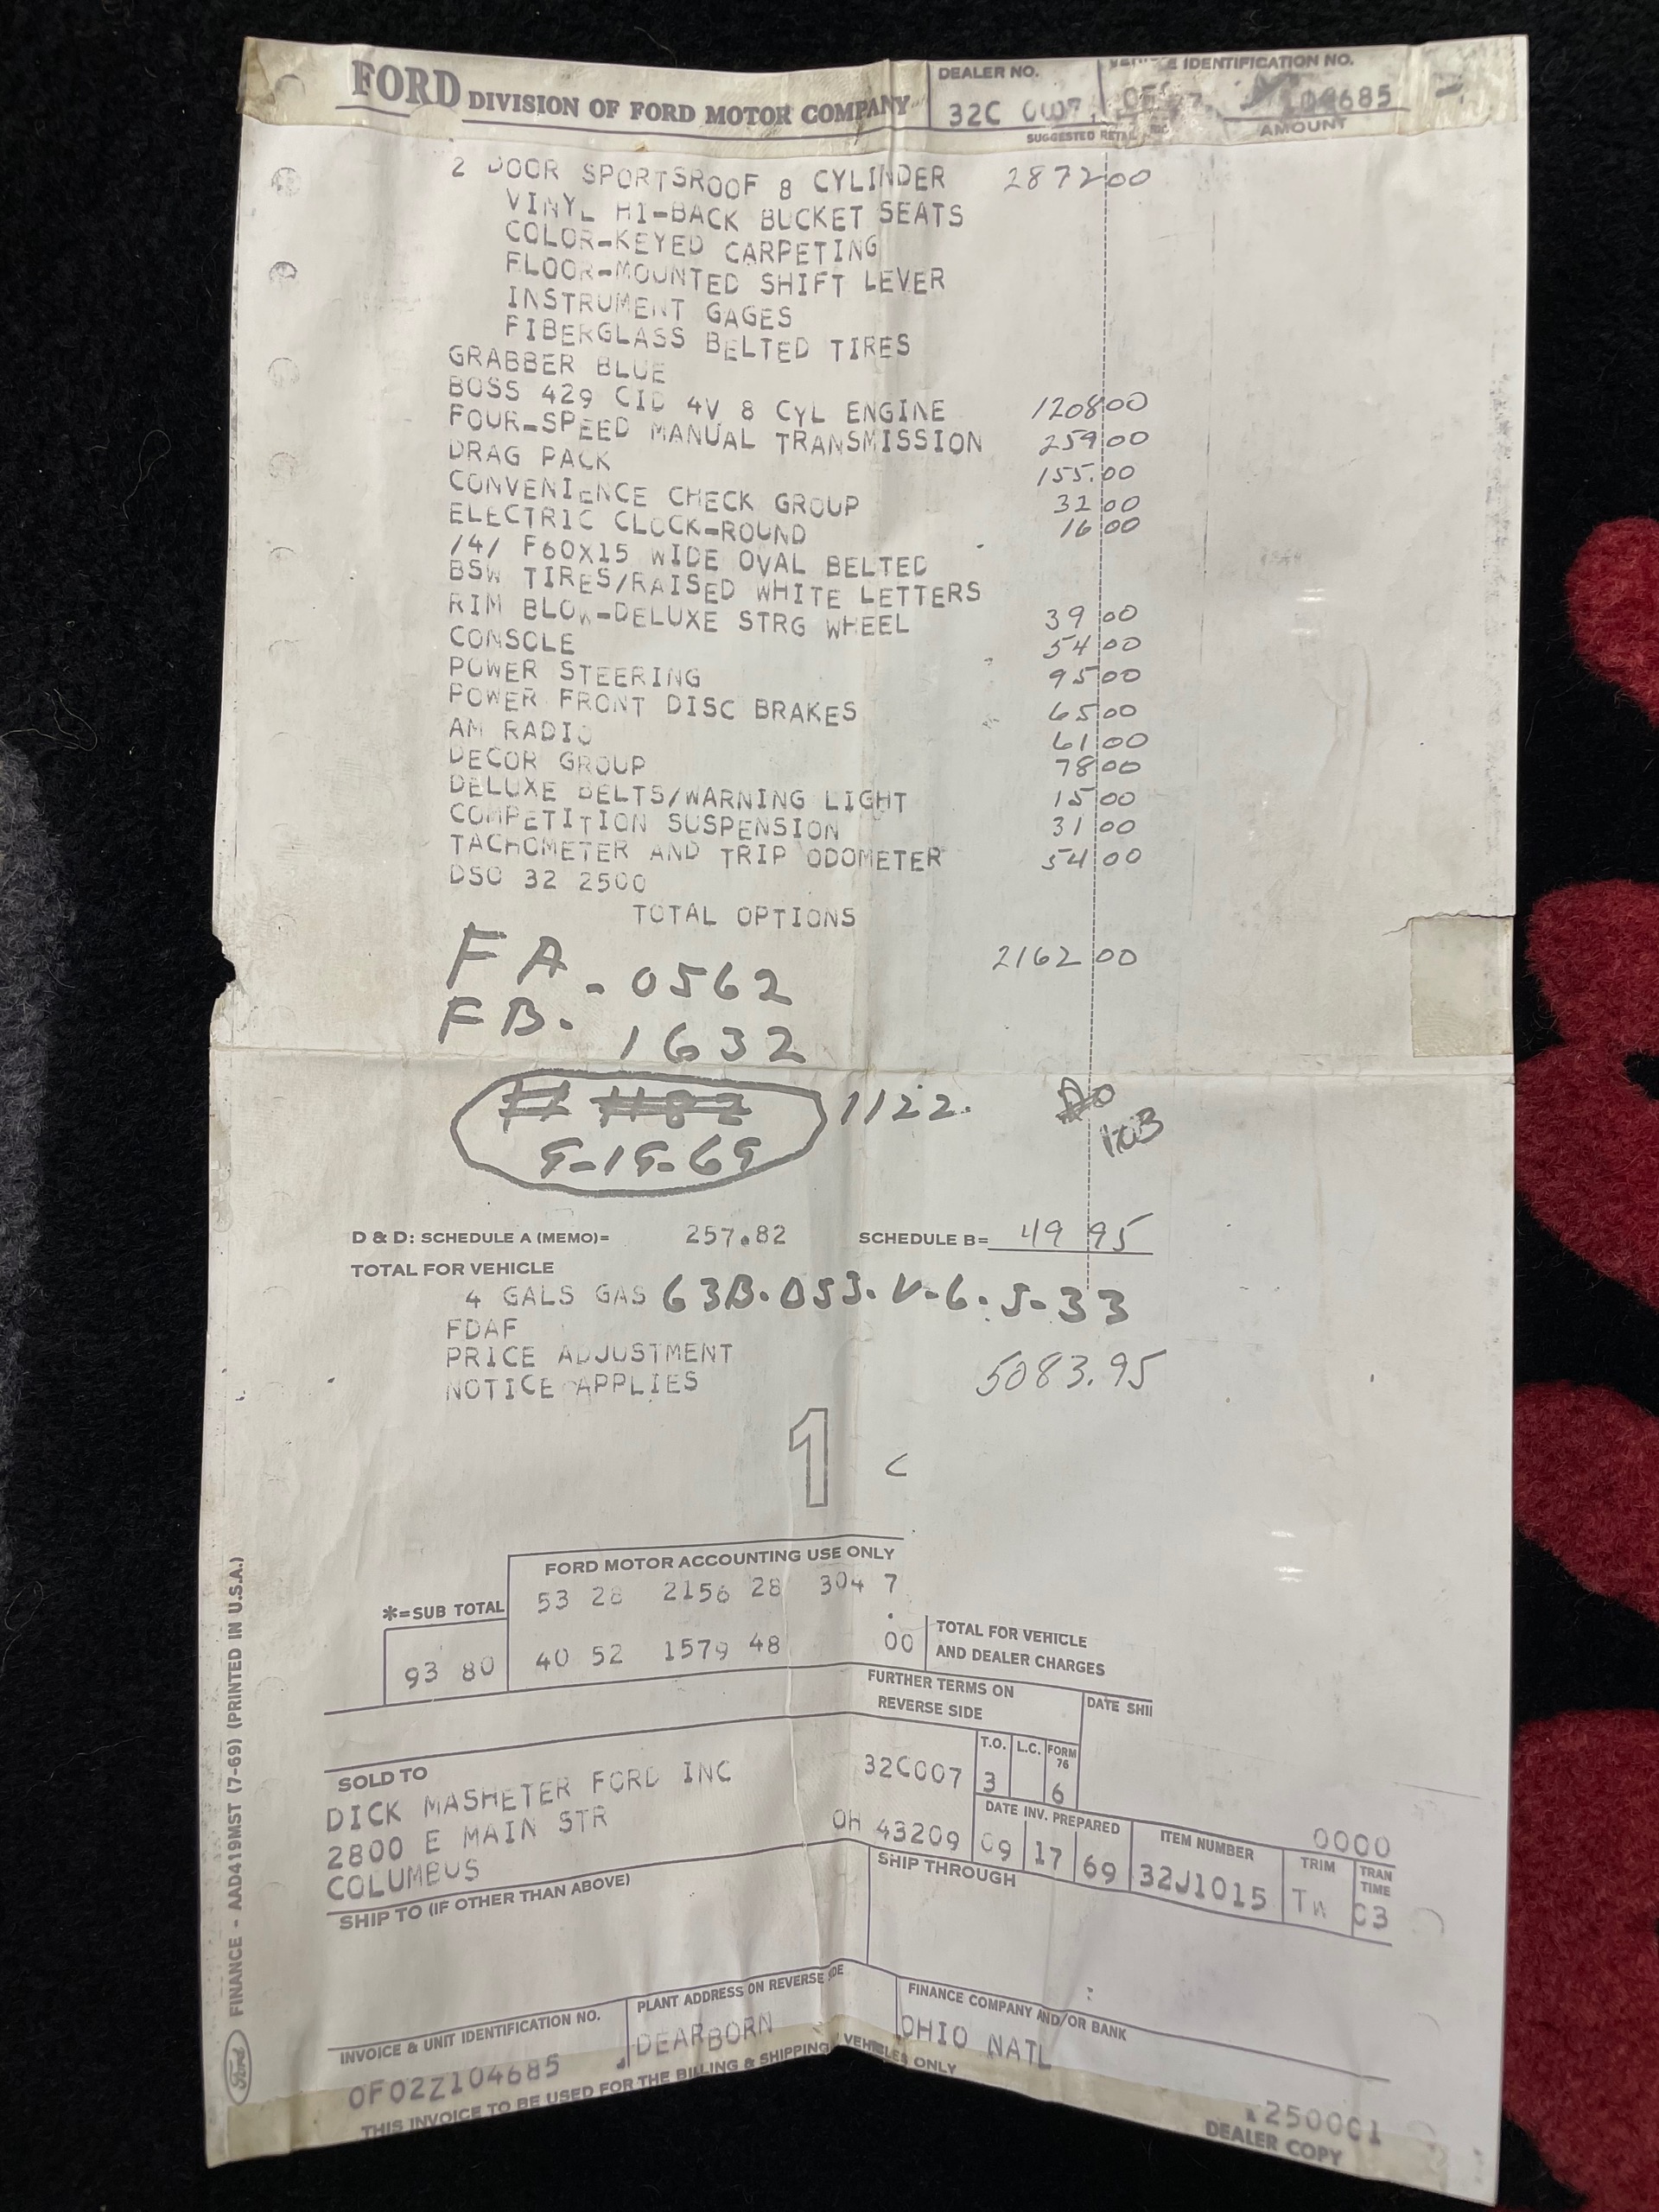 FORD DIVISION OF FORD MOTOR COMPANY
DEALER NO.
IDENTIFICATION NO.
32C 0007
04685
SUGGESTED RETAIL
AMOUNT
2 DOOR SPORTSROOF 8 CYLINDER 2872 00
VINYL HI-BACK BUCKET SEATS
COLOR-KEYED CARPETING
FLOOR-MOUNTED SHIFT LEVER
INSTRUMENT GAGES
FIBERGLASS BELTED TIRES
GRABBER BLUE
BOSS 429 CID 4V 8 CYL ENGINE 1208 00
FOUR-SPEED MANUAL TRANSMISSION 259 00
DRAG PACK 155.00
CONVENIENCE CHECK GROUP 32 00
ELECTRIC CLOCK-ROUND 16 00
/4/ F60X15 WIDE OVAL BELTED
BSW TIRES/RAISED WHITE LETTERS
RIM BLOW-DELUXE STRG WHEEL 39 00
CONSOLE 54 00
POWER STEERING 95 00
POWER FRONT DISC BRAKES 65 00
AM RADIO 61 00
DECOR GROUP 78 00
DELUXE BELTS/WARNING LIGHT 15 00
COMPETITION SUSPENSION 31 00
TACHOMETER AND TRIP ODOMETER 54 00
DSO 32 2500
TOTAL OPTIONS
2162 00
FA. 0562
FB. 1632
1122.
9-19-69
D & D: SCHEDULE A (MEMO)= 257.82 SCHEDULE B= 49 95
TOTAL FOR VEHICLE
4 GALS GAS 63B.DS3.V-6.5-33
FDAF
PRICE ADJUSTMENT
NOTICE APPLIES 5083.95
1 C
FORD MOTOR ACCOUNTING USE ONLY
53 28 2156 28 304 7
*=SUB TOTAL
93 80 40 52 1579 48 00
TOTAL FOR VEHICLE
AND DEALER CHARGES
FURTHER TERMS ON
REVERSE SIDE
DATE SHI
T.O. L.C. FORM 76
SOLD TO
32C007 3 6
DICK MASHETER FORD INC
2800 E MAIN STR
COLUMBUS OH 43209
DATE INV. PREPARED
09 17 69
ITEM NUMBER
32J1015
0000
TRIM
TW
TRAN TIME
C3
SHIP TO (IF OTHER THAN ABOVE)
SHIP THROUGH
INVOICE & UNIT IDENTIFICATION NO.
0F02Z104685
PLANT ADDRESS ON REVERSE SIDE
DEARBORN
FINANCE COMPANY AND/OR BANK
OHIO NATL
THIS INVOICE TO BE USED FOR THE BILLING & SHIPPING VEHICLES ONLY
250001
DEALER COPY
Ford FINANCE - AAD419MST (7-69) (PRINTED IN U.S.A.)